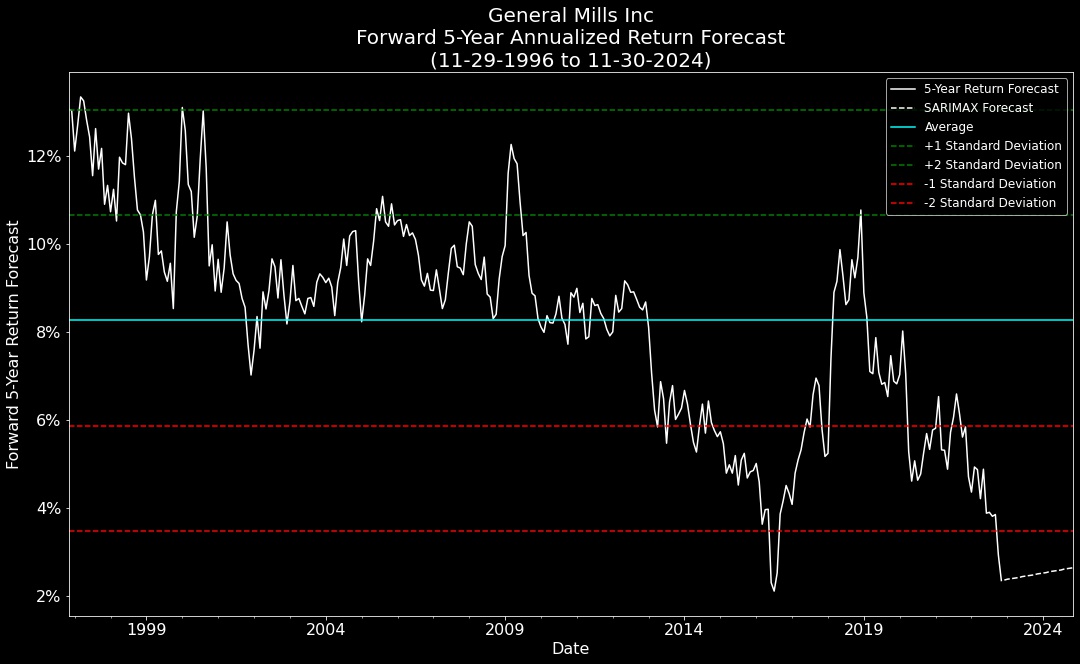 General Mills Inc
Forward 5-Year Annualized Return Forecast
(11-29-1996 to 11-30-2024)
5-Year Return Forecast
SARIMAX Forecast
Average
+1 Standard Deviation
+2 Standard Deviation
-1 Standard Deviation
-2 Standard Deviation
Forward 5-Year Return Forecast
12%
10%
8%
6%
4%
2%
1999
2004
2009
2014
2019
2024
Date